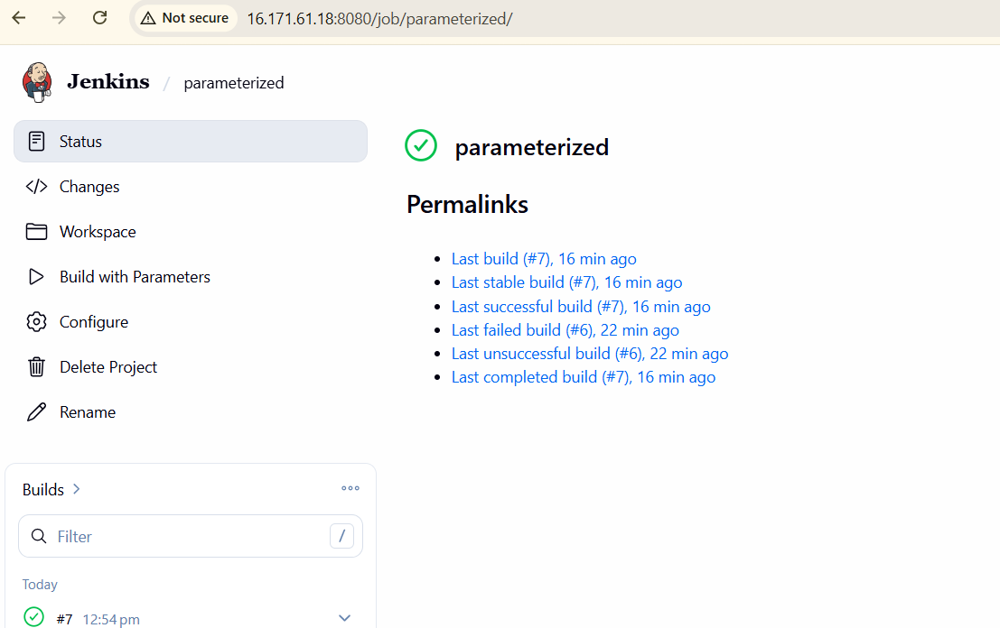 Not secure 16.171.61.18:8080/job/parameterized/
Jenkins / parameterized
Status
Changes
Workspace
Build with Parameters
Configure
Delete Project
Rename
Builds
Filter /
Today
#7 12:54 pm
parameterized
Permalinks
Last build (#7), 16 min ago
Last stable build (#7), 16 min ago
Last successful build (#7), 16 min ago
Last failed build (#6), 22 min ago
Last unsuccessful build (#6), 22 min ago
Last completed build (#7), 16 min ago